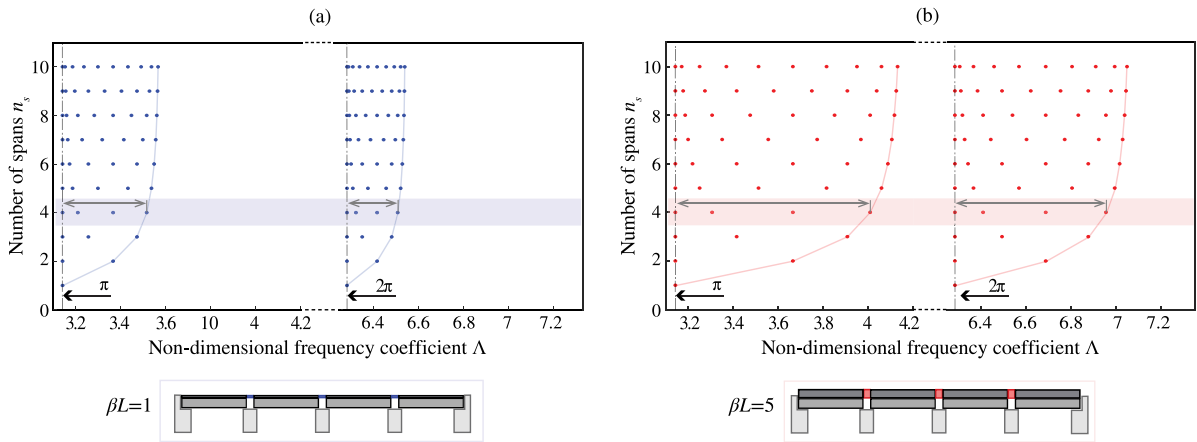 (a)
(b)
Number of spans nₛ
10
8
6
4
2
0
π
2π
3.2 3.4 3.6 10 4 4.2 6.4 6.6 6.8 7 7.2
Non-dimensional frequency coefficient Λ
Number of spans nₛ
10
8
6
4
2
0
π
2π
3.2 3.4 3.6 3.8 4 4.2 6.4 6.6 6.8 7 7.2
Non-dimensional frequency coefficient Λ
βL=1
βL=5